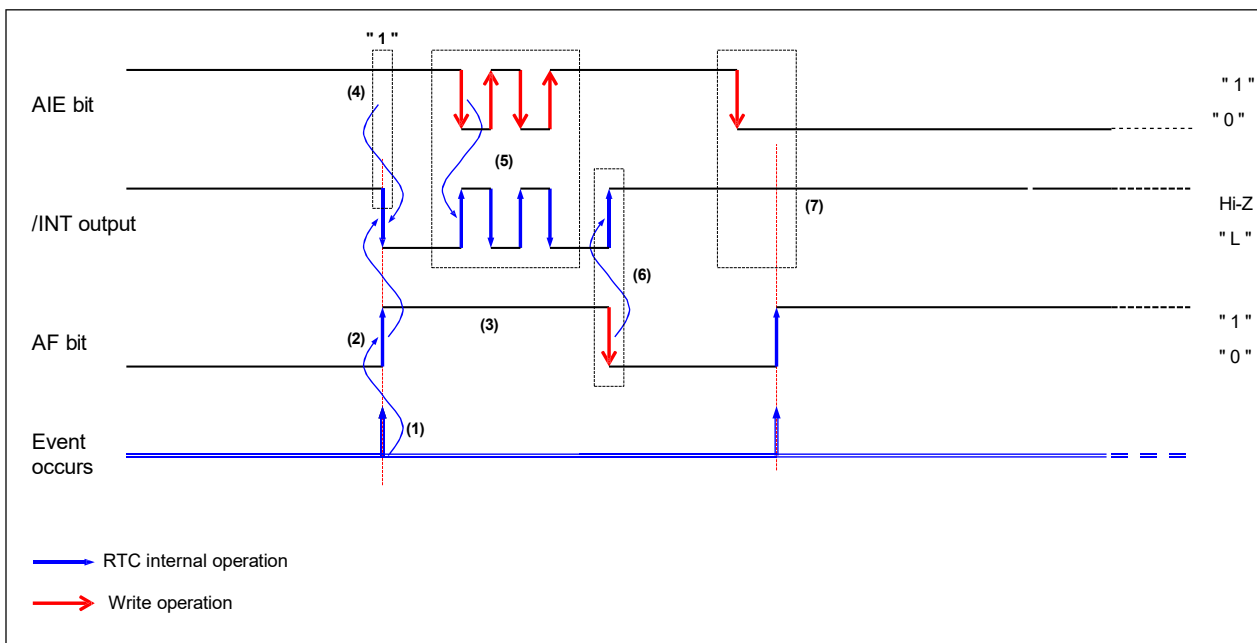 " 1 "
(4)
AIE bit
" 1 "
" 0 "
(5)
/INT output
(7)
Hi-Z
" L "
(6)
AF bit
(2)
(3)
" 1 "
" 0 "
(1)
Event
occurs
RTC internal operation
Write operation